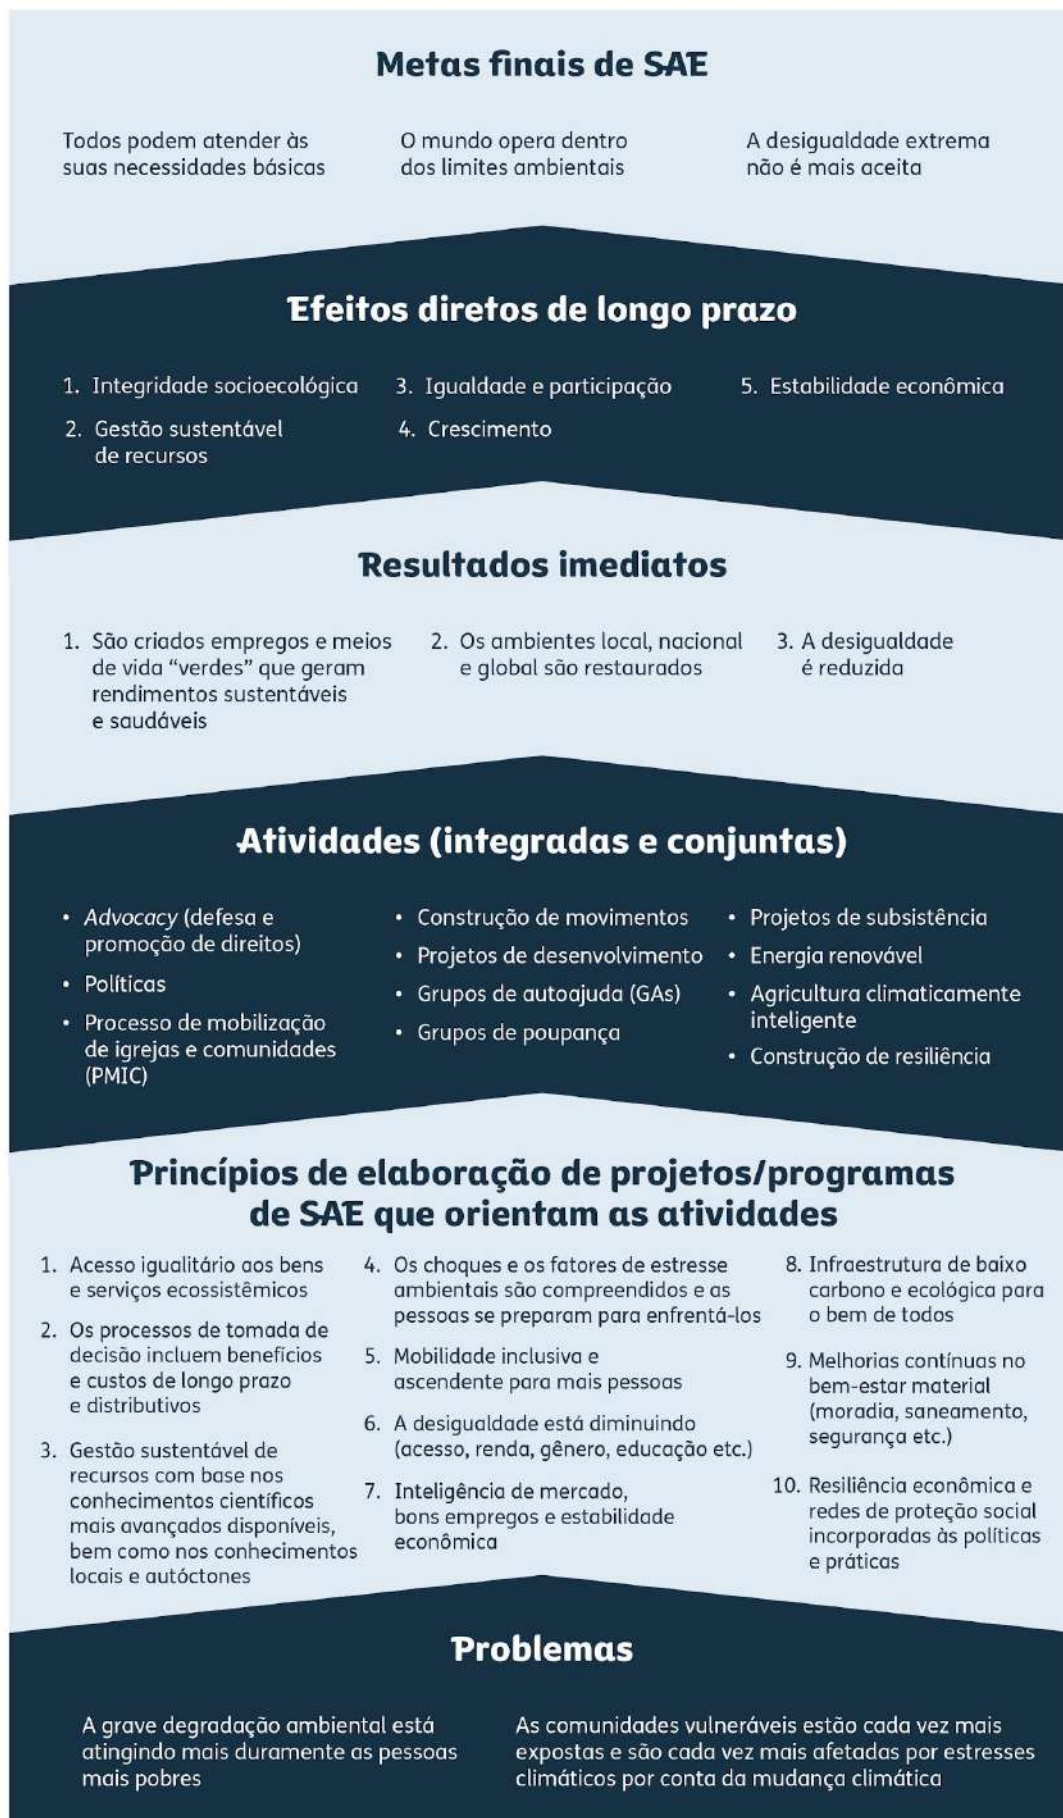 Metas finais de SAE
Todos podem atender às
suas necessidades básicas
O mundo opera dentro
dos limites ambientais
A desigualdade extrema
não é mais aceita
Efeitos diretos de longo prazo
1. Integridade socioecológica
2. Gestão sustentável
de recursos
3. Igualdade e participação
4. Crescimento
5. Estabilidade econômica
Resultados imediatos
1. São criados empregos e meios
de vida “verdes” que geram
rendimentos sustentáveis
e saudáveis
2. Os ambientes local, nacional
e global são restaurados
3. A desigualdade
é reduzida
Atividades (integradas e conjuntas)
• Advocacy (defesa e
promoção de direitos)
• Políticas
• Processo de mobilização
de igrejas e comunidades
(PMIC)
• Construção de movimentos
• Projetos de desenvolvimento
• Grupos de autoajuda (GAs)
• Grupos de poupança
• Projetos de subsistência
• Energia renovável
• Agricultura climaticamente
inteligente
• Construção de resiliência
Princípios de elaboração de projetos/programas
de SAE que orientam as atividades
1. Acesso igualitário aos bens
e serviços ecossistêmicos
2. Os processos de tomada de
decisão incluem benefícios
e custos de longo prazo
e distributivos
3. Gestão sustentável de
recursos com base nos
conhecimentos científicos
mais avançados disponíveis,
bem como nos conhecimentos
locais e autóctones
4. Os choques e os fatores de estresse
ambientais são compreendidos e as
pessoas se preparam para enfrentá-los
5. Mobilidade inclusiva e
ascendente para mais pessoas
6. A desigualdade está diminuindo
(acesso, renda, gênero, educação etc.)
7. Inteligência de mercado,
bons empregos e estabilidade
econômica
8. Infraestrutura de baixo
carbono e ecológica para
o bem de todos
9. Melhorias contínuas no
bem-estar material
(moradia, saneamento,
segurança etc.)
10. Resiliência econômica e
redes de proteção social
incorporadas às políticas
e práticas
Problemas
A grave degradação ambiental está
atingindo mais duramente as pessoas
mais pobres
As comunidades vulneráveis estão cada vez mais
expostas e são cada vez mais afetadas por estresses
climáticos por conta da mudança climática